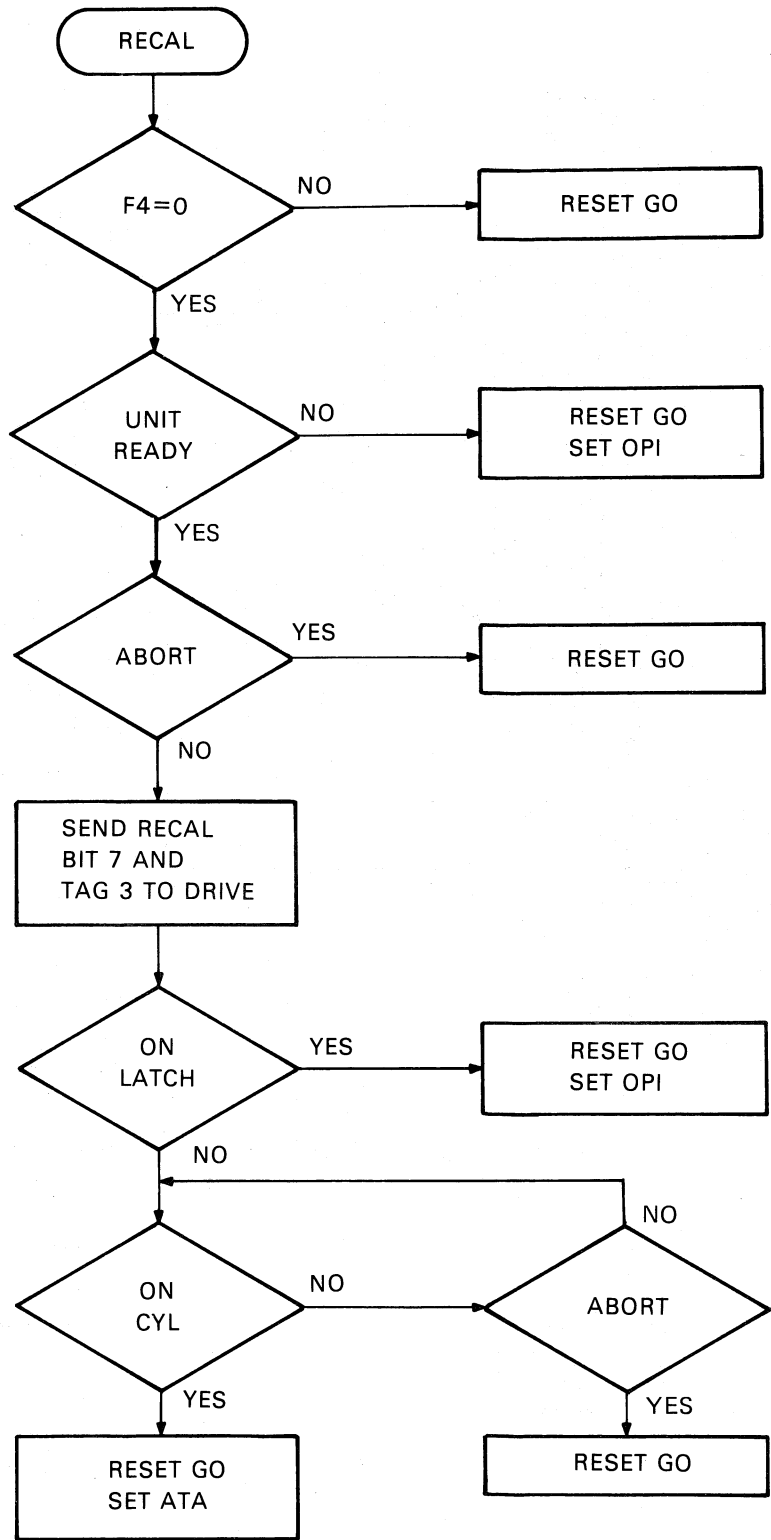 RECAL
F4=0
NO
RESET GO
YES
UNIT
READY
NO
RESET GO
SET OPI
YES
ABORT
YES
RESET GO
NO
SEND RECAL
BIT 7 AND
TAG 3 TO DRIVE
ON
LATCH
YES
RESET GO
SET OPI
NO
ON
CYL
NO
ABORT
NO
YES
RESET GO
SET ATA
YES
RESET GO